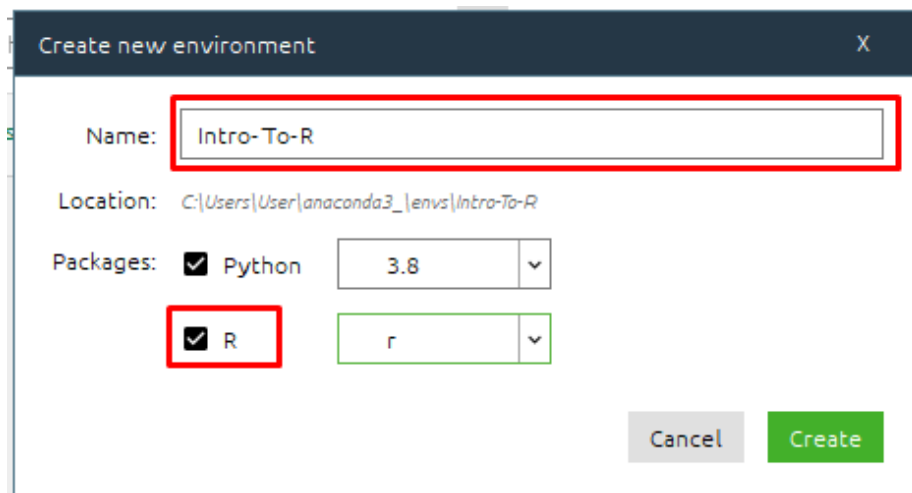 Create new environment X
Name: Intro-To-R
Location: C:\Users\User\anaconda3_\envs\Intro-To-R
Packages: Python 3.8
R r
Cancel Create